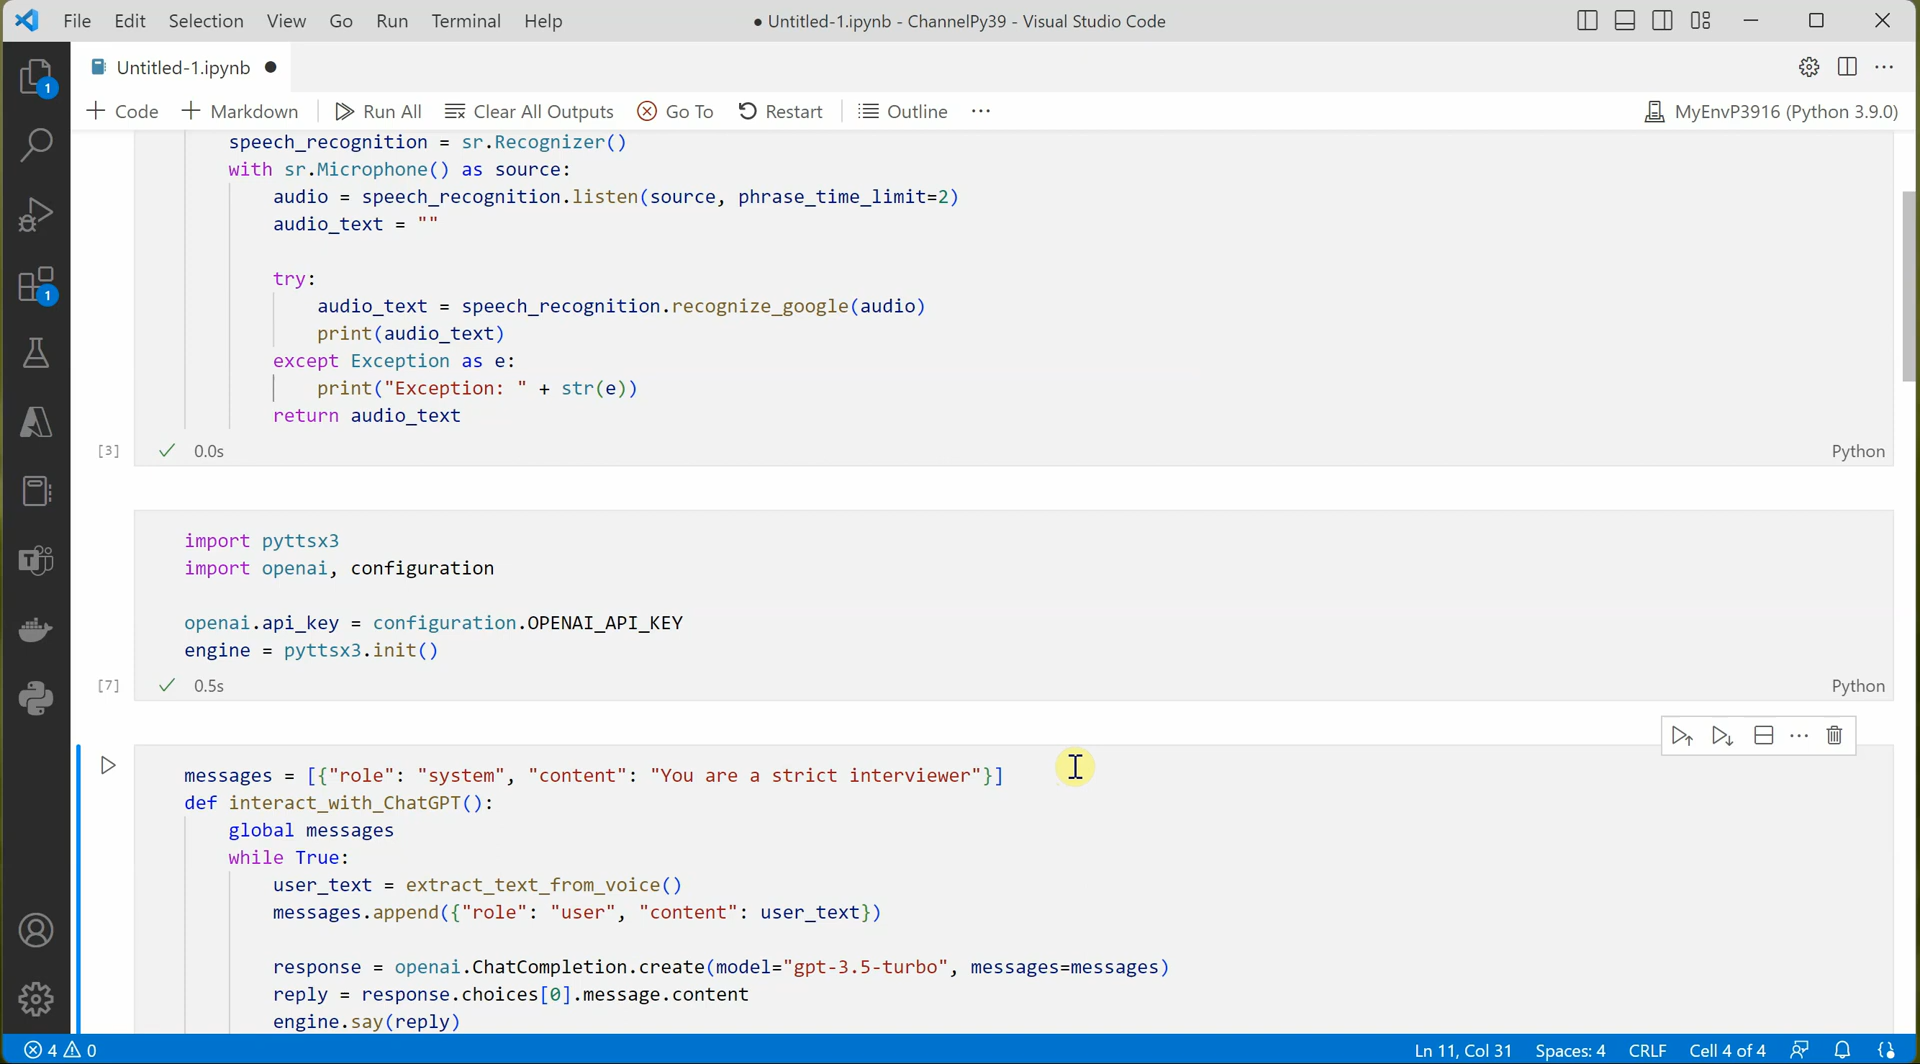 File Edit Selection View Go Run Terminal Help
● Untitled-1.ipynb - ChannelPy39 - Visual Studio Code
Untitled-1.ipynb ●
+ Code + Markdown Run All Clear All Outputs Go To Restart Outline ...
MyEnvP3916 (Python 3.9.0)
speech_recognition = sr.Recognizer()
with sr.Microphone() as source:
audio = speech_recognition.listen(source, phrase_time_limit=2)
audio_text = ""
try:
audio_text = speech_recognition.recognize_google(audio)
print(audio_text)
except Exception as e:
print("Exception: " + str(e))
return audio_text
[3] ✓ 0.0s Python
import pyttsx3
import openai, configuration
openai.api_key = configuration.OPENAI_API_KEY
engine = pyttsx3.init()
[7] ✓ 0.5s Python
messages = [{"role": "system", "content": "You are a strict interviewer"}]
def interact_with_ChatGPT():
global messages
while True:
user_text = extract_text_from_voice()
messages.append({"role": "user", "content": user_text})
response = openai.ChatCompletion.create(model="gpt-3.5-turbo", messages=messages)
reply = response.choices[0].message.content
engine.say(reply)
1
1
4 0
Ln 11, Col 31 Spaces: 4 CRLF Cell 4 of 4